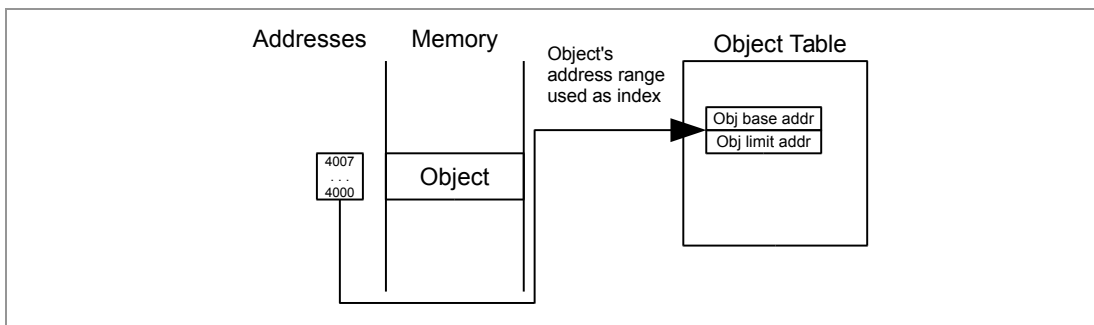 Addresses
Memory
Object's
address range
used as index
Object Table
Obj base addr
Obj limit addr
4007
. . .
4000
Object